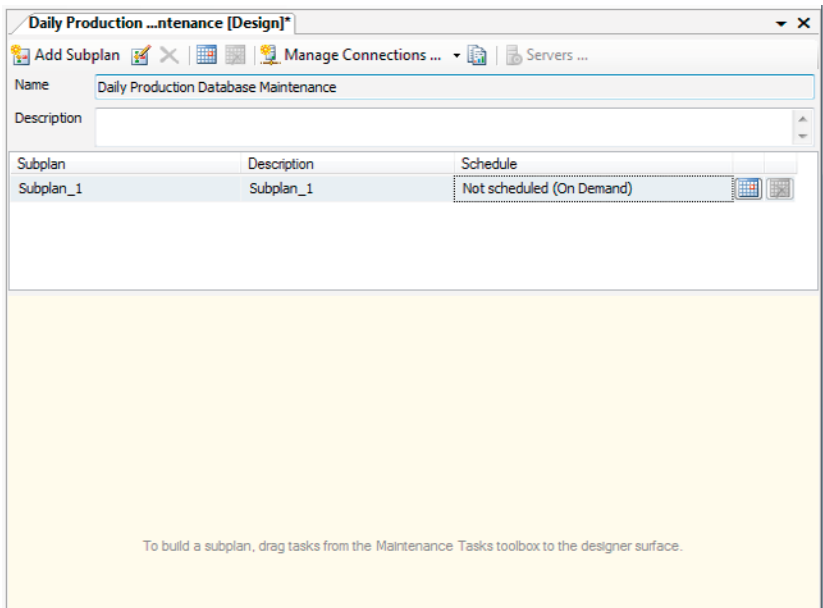 Daily Production ...ntenance [Design]*
Add Subplan Manage Connections ... Servers ...
Name Daily Production Database Maintenance
Description
Subplan Description Schedule
Subplan_1 Subplan_1 Not scheduled (On Demand)
To build a subplan, drag tasks from the Maintenance Tasks toolbox to the designer surface.